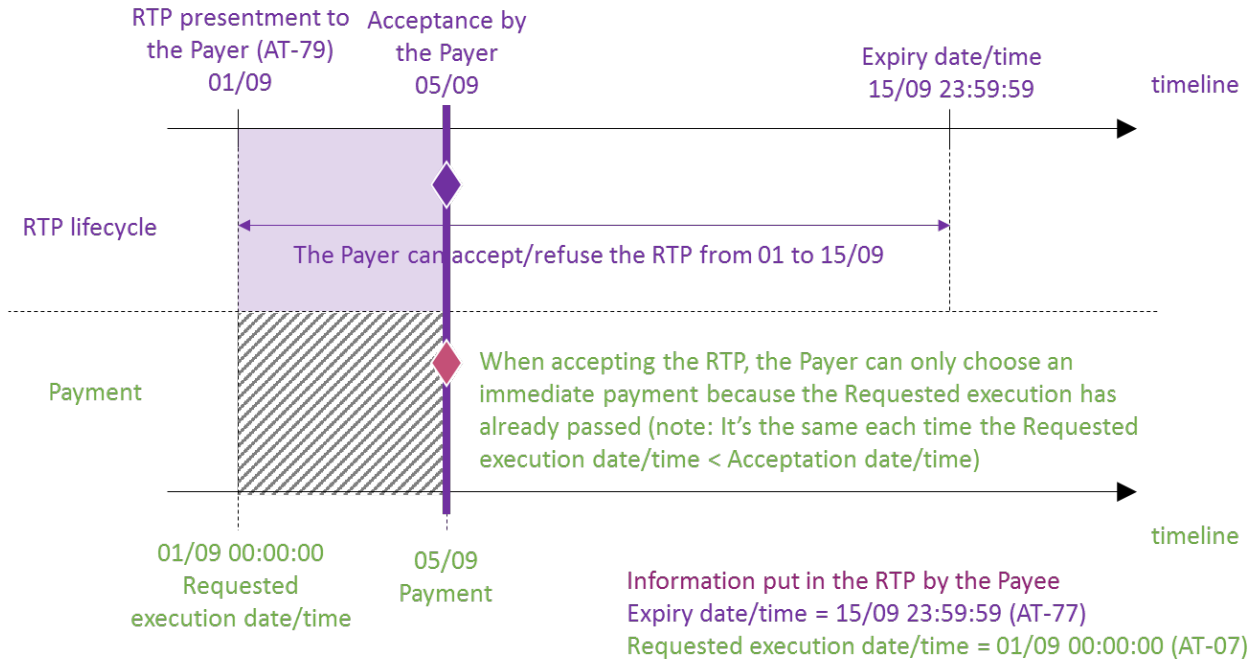 RTP presentment to
the Payer (AT-79)
01/09
Acceptance by
the Payer
05/09
Expiry date/time
15/09 23:59:59
timeline
RTP lifecycle
The Payer can accept/refuse the RTP from 01 to 15/09
Payment
When accepting the RTP, the Payer can only choose an
immediate payment because the Requested execution has
already passed (note: It's the same each time the Requested
execution date/time < Acceptation date/time)
timeline
01/09 00:00:00
Requested
execution date/time
05/09
Payment
Information put in the RTP by the Payee
Expiry date/time = 15/09 23:59:59 (AT-77)
Requested execution date/time = 01/09 00:00:00 (AT-07)